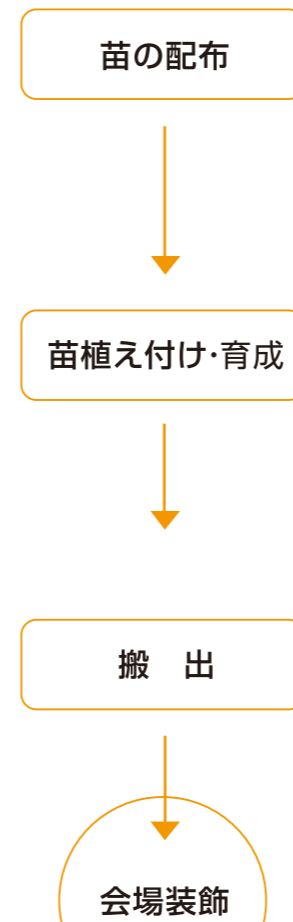 苗の配布
苗植え付け･育成
搬　出
会場装飾